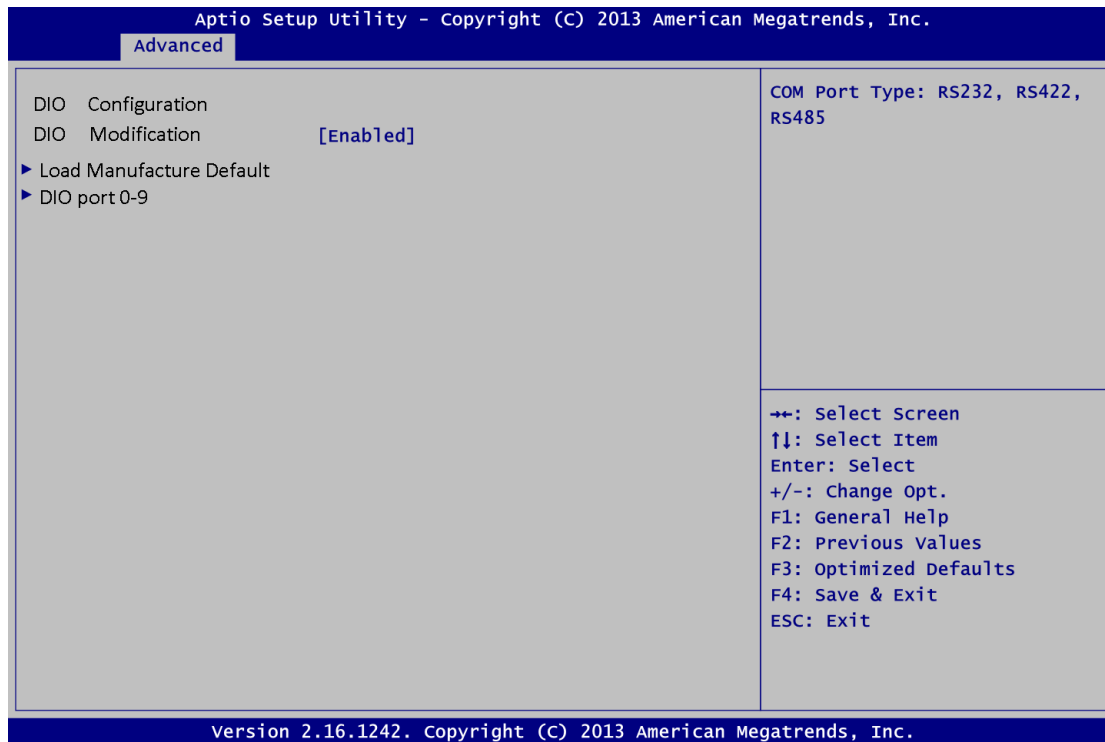 Aptio Setup Utility – Copyright (C) 2013 American Megatrends, Inc.
Advanced
DIO Configuration
DIO Modification [Enabled]
▶ Load Manufacture Default
▶ DIO port 0-9
COM Port Type: RS232, RS422,
RS485
→←: Select Screen
↑↓: Select Item
Enter: Select
+/-: Change Opt.
F1: General Help
F2: Previous Values
F3: Optimized Defaults
F4: Save & Exit
ESC: Exit
Version 2.16.1242. Copyright (C) 2013 American Megatrends, Inc.